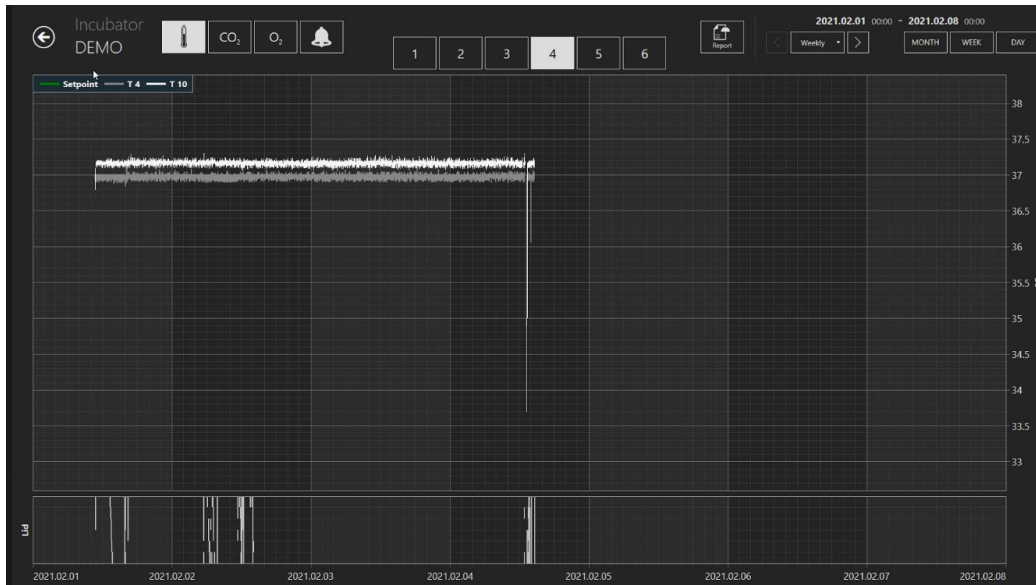 Incubator
DEMO
CO₂
O₂
1 2 3 4 5 6
Report
2021.02.01 00:00 - 2021.02.08 00:00
Weekly
MONTH WEEK DAY
Setpoint T 4 T 10
38
37.5
37
36.5
36
35.5
35
34.5
34
33.5
33
Lid
2021.02.01 2021.02.02 2021.02.03 2021.02.04 2021.02.05 2021.02.06 2021.02.07 2021.02.08